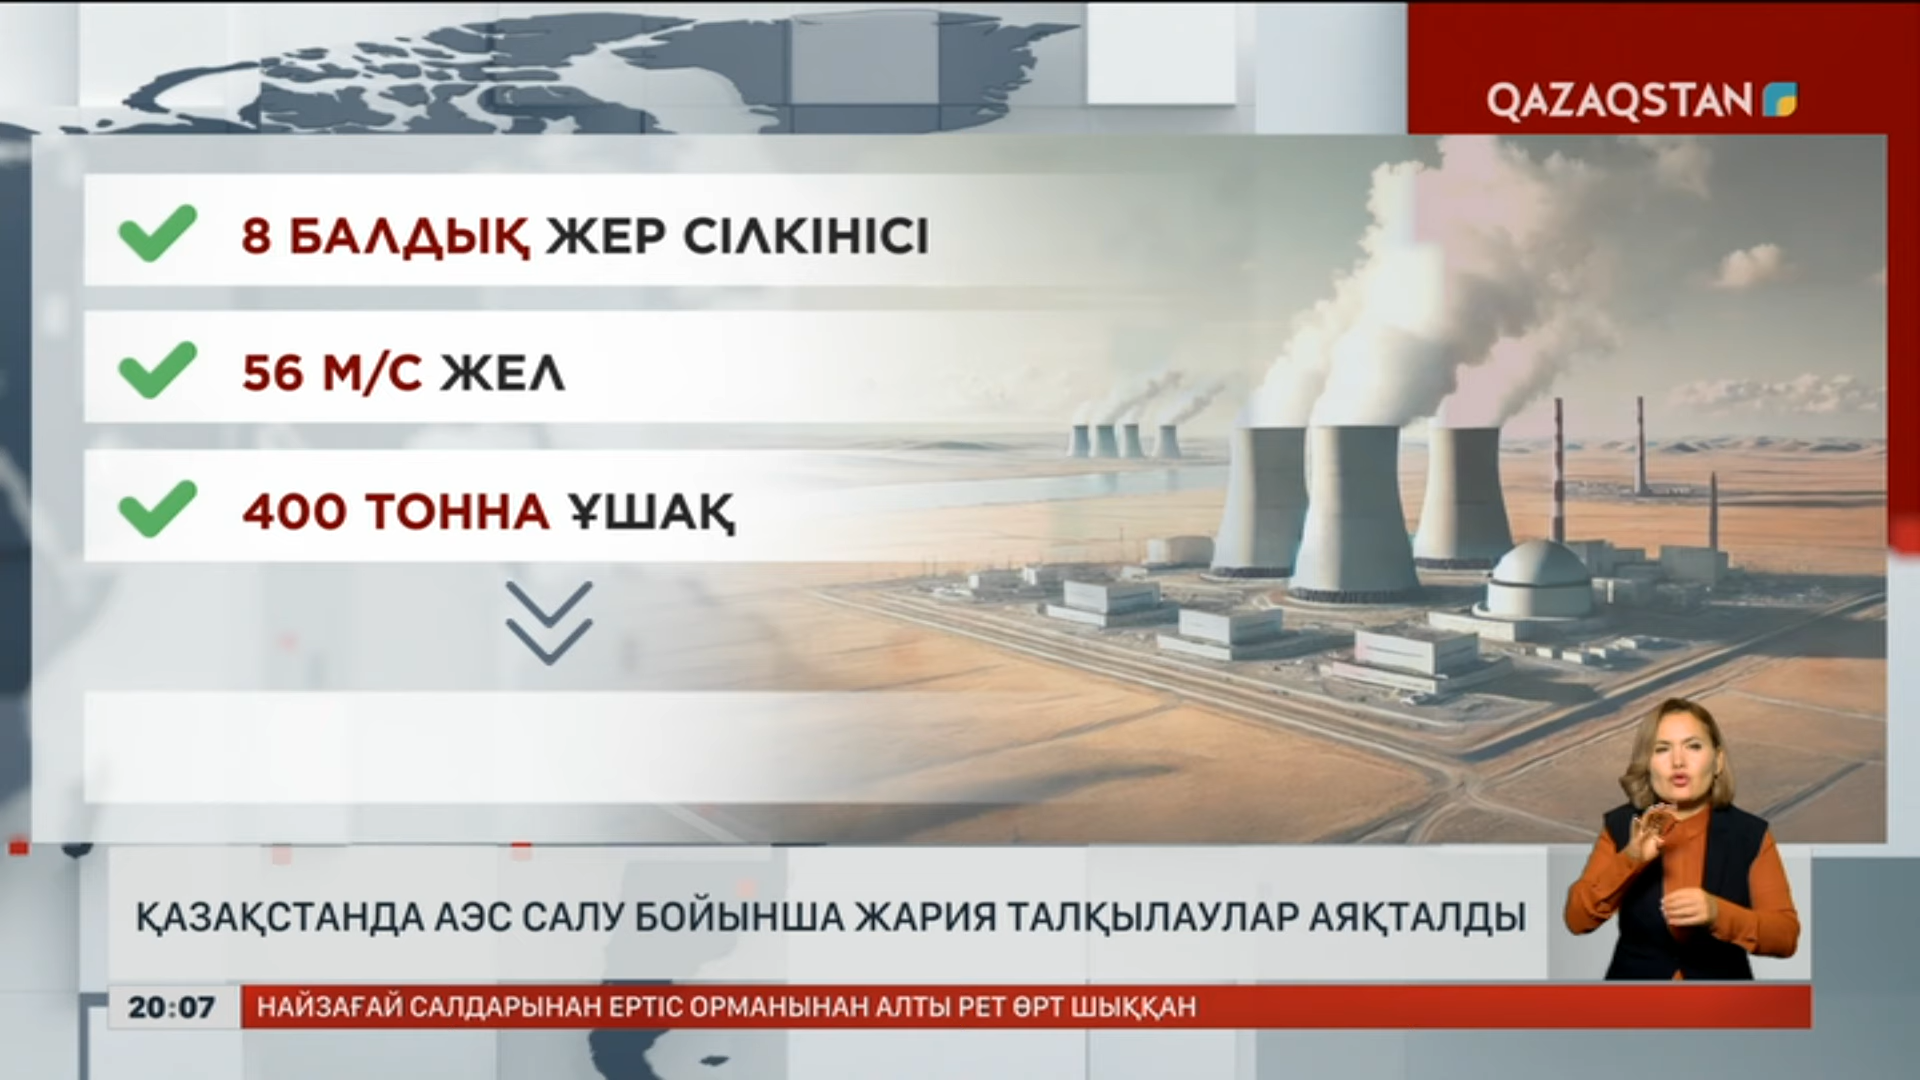 QAZAQSTAN
8 БАЛДЫҚ ЖЕР СІЛКІНІСІ
56 М/С ЖЕЛ
400 ТОННА ҰШАҚ
ҚАЗАҚСТАНДА АЭС САЛУ БОЙЫНША ЖАРИЯ ТАЛҚЫЛАУЛАР АЯҚТАЛДЫ
20:07 НАЙЗАҒАЙ САЛДАРЫНАН ЕРТІС ОРМАНЫНАН АЛТЫ РЕТ ӨРТ ШЫҚҚАН